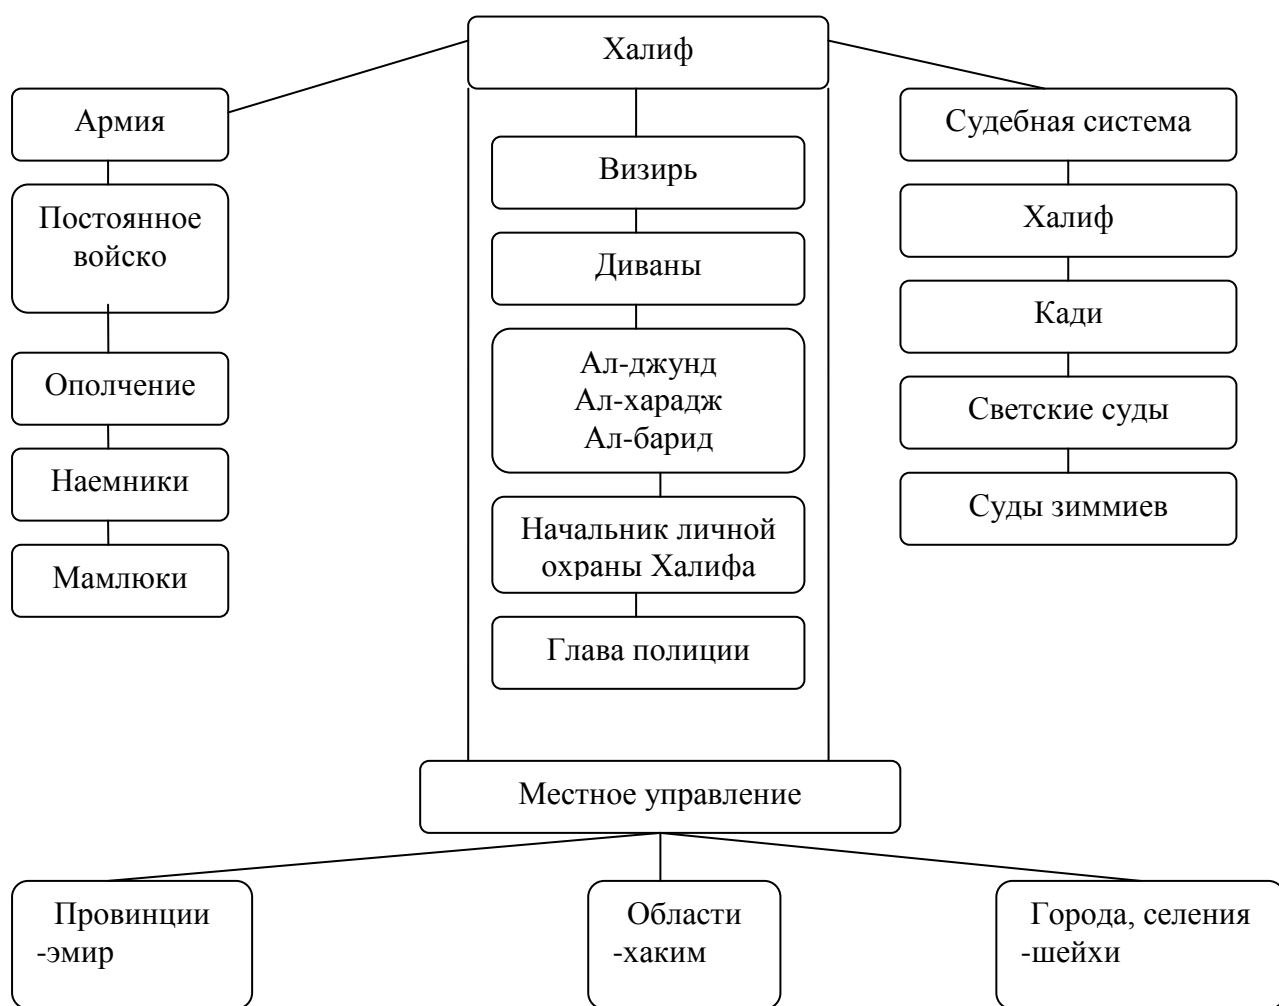 Халиф
Армия
Постоянное
войско
Ополчение
Наемники
Мамлюки
Визирь
Диваны
Ал-джунд
Ал-харадж
Ал-барид
Начальник личной
охраны Халифа
Глава полиции
Судебная система
Халиф
Кади
Светские суды
Суды зиммиев
Местное управление
Провинции
-эмир
Области
-хаким
Города, селения
-шейхи